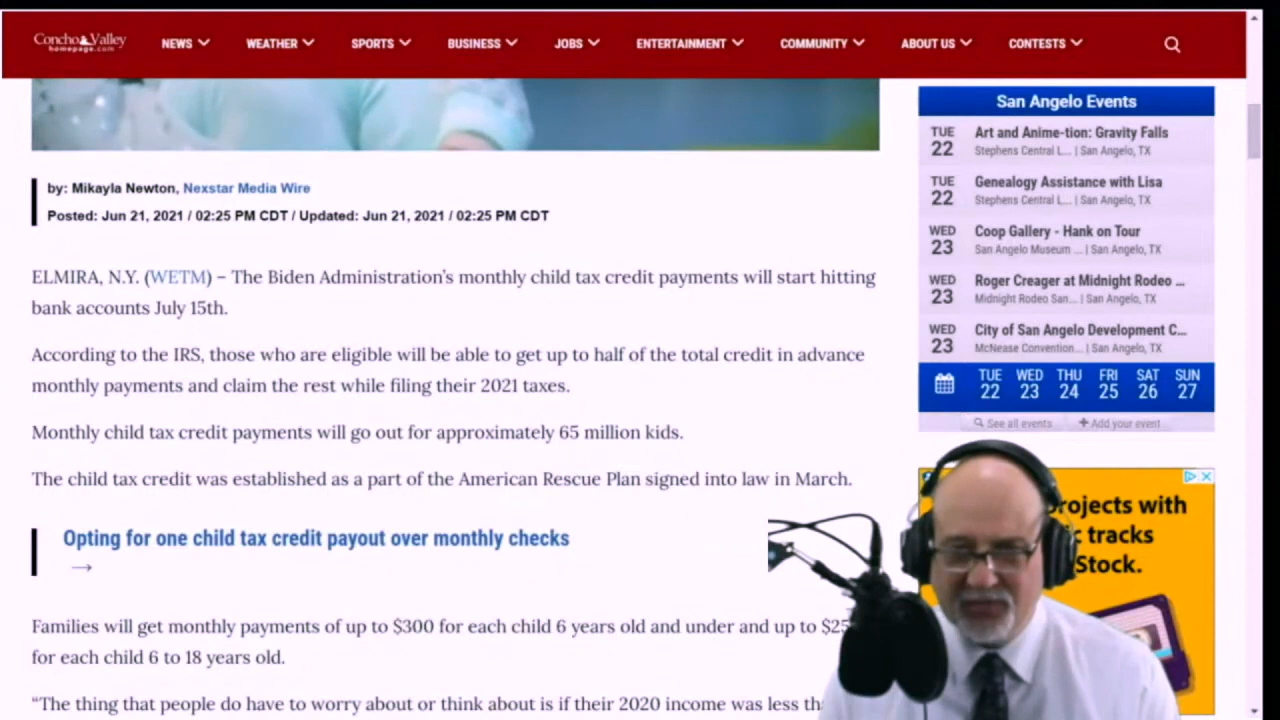 Concho Valley
homepage.com
NEWS
WEATHER
SPORTS
BUSINESS
JOBS
ENTERTAINMENT
COMMUNITY
ABOUT US
CONTESTS
by: Mikayla Newton, Nexstar Media Wire
Posted: Jun 21, 2021 / 02:25 PM CDT / Updated: Jun 21, 2021 / 02:25 PM CDT
ELMIRA, N.Y. (WETM) – The Biden Administration's monthly child tax credit payments will start hitting
bank accounts July 15th.
According to the IRS, those who are eligible will be able to get up to half of the total credit in advance
monthly payments and claim the rest while filing their 2021 taxes.
Monthly child tax credit payments will go out for approximately 65 million kids.
The child tax credit was established as a part of the American Rescue Plan signed into law in March.
Opting for one child tax credit payout over monthly checks
→
Families will get monthly payments of up to $300 for each child 6 years old and under and up to $25
for each child 6 to 18 years old.
“The thing that people do have to worry about or think about is if their 2020 income was less
San Angelo Events
TUE
22
Art and Anime-tion: Gravity Falls
Stephens Central L... | San Angelo, TX
TUE
22
Genealogy Assistance with Lisa
Stephens Central L... | San Angelo, TX
WED
23
Coop Gallery - Hank on Tour
San Angelo Museum ... | San Angelo, TX
WED
23
Roger Creager at Midnight Rodeo ...
Midnight Rodeo San... | San Angelo, TX
WED
23
City of San Angelo Development C...
McNease Convention... | San Angelo, TX
TUE WED THU FRI SAT SUN
22 23 24 25 26 27
See all events + Add your event
rojects with
tracks
Stock.